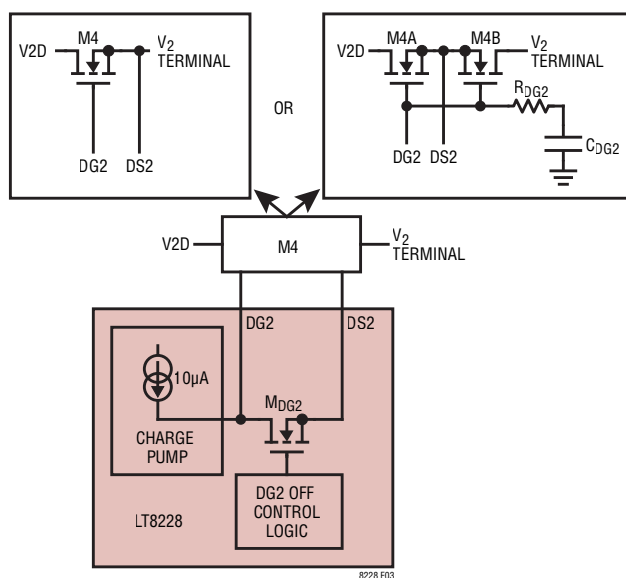 M4
V2D
V2
TERMINAL
DG2 DS2
OR
M4A M4B
V2D
V2
TERMINAL
RDG2
CDG2
DG2 DS2
V2D
M4
V2
TERMINAL
DG2
DS2
10µA
CHARGE
PUMP
MDG2
DG2 OFF
CONTROL
LOGIC
LT8228
8228 F03